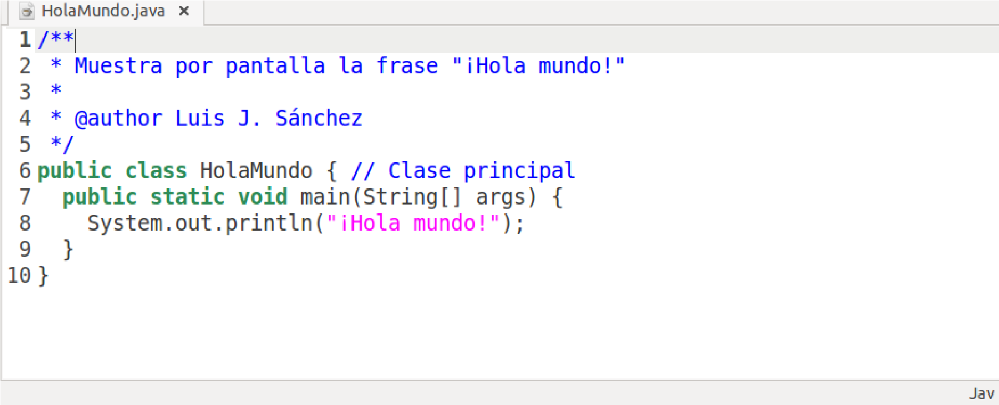 HolaMundo.java ×
1 /**
2  * Muestra por pantalla la frase "¡Hola mundo!"
3  *
4  * @author Luis J. Sánchez
5  */
6 public class HolaMundo { // Clase principal
7   public static void main(String[] args) {
8     System.out.println("¡Hola mundo!");
9   }
10 }
Jav